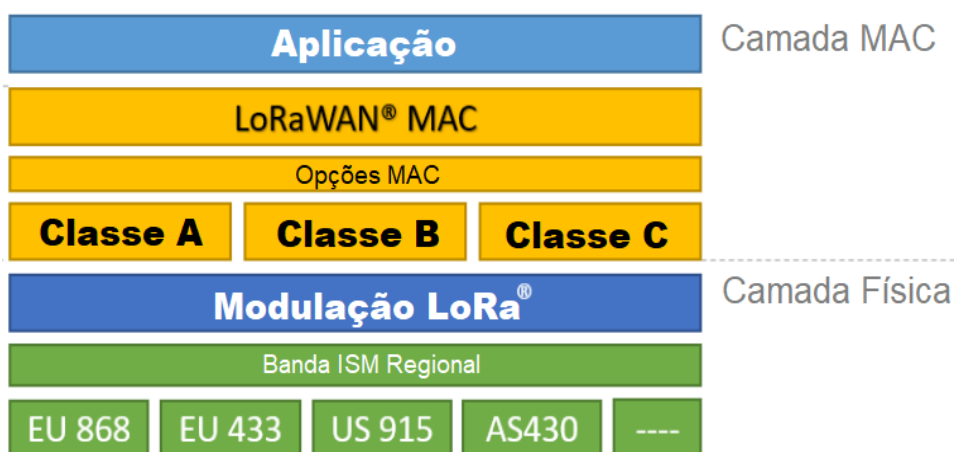 Aplicação
Camada MAC
LoRaWAN® MAC
Opções MAC
Classe A Classe B Classe C
Modulação LoRa®
Camada Física
Banda ISM Regional
EU 868 EU 433 US 915 AS430 ----